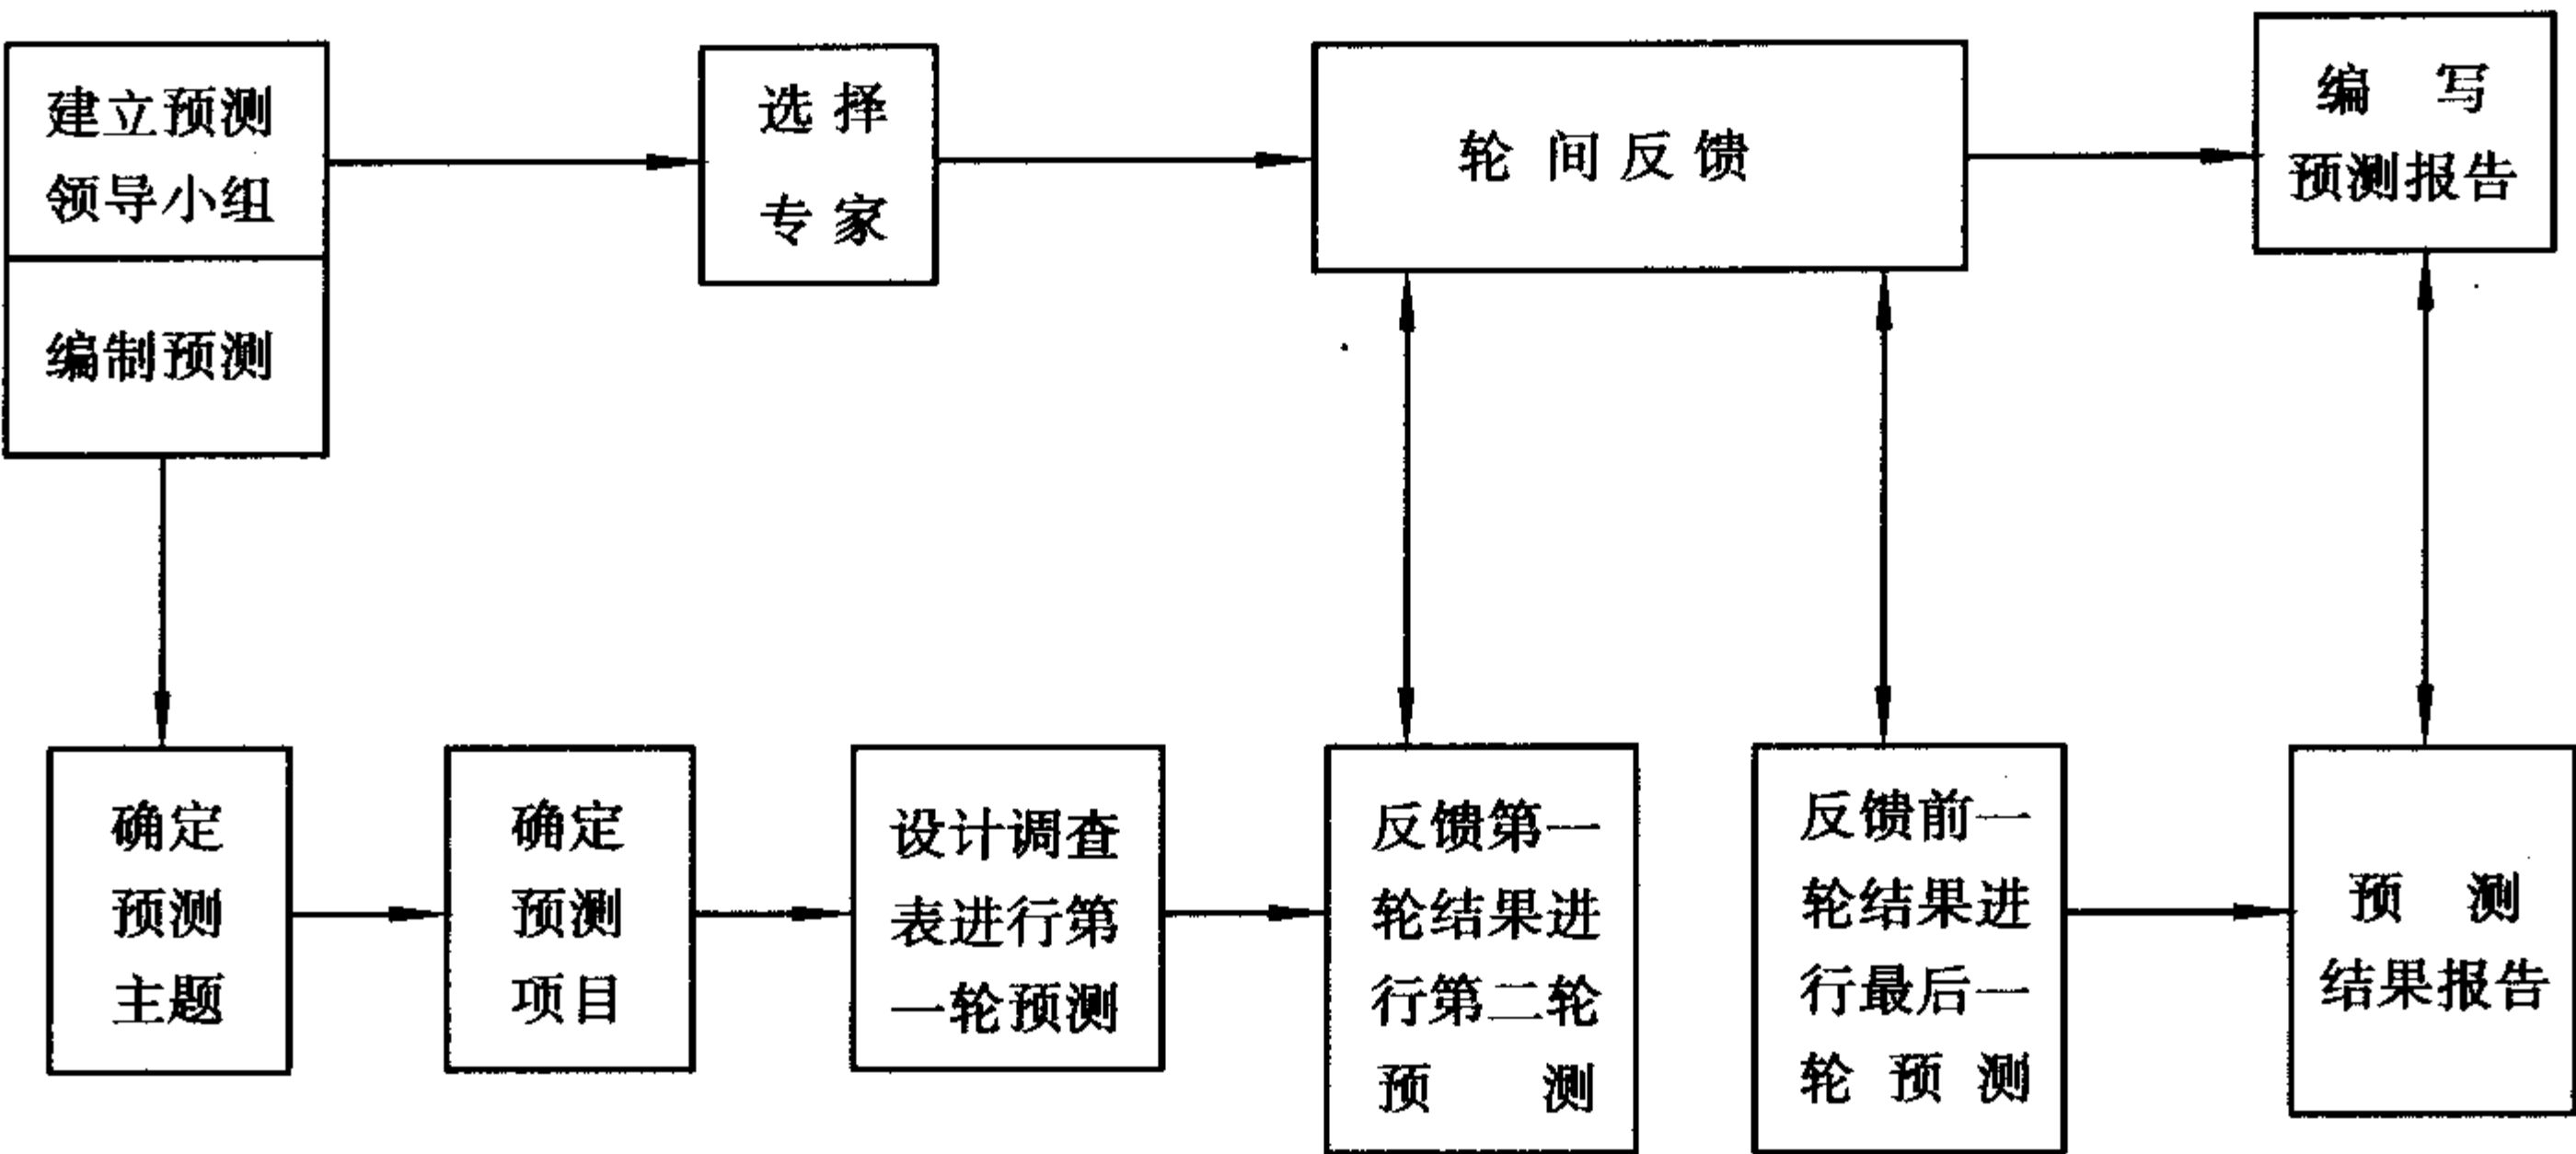 建立预测
领导小组
编制预测
选择
专家
轮间反馈
编写
预测报告
确定
预测
主题
确定
预测
项目
设计调查
表进行第
一轮预测
反馈第一
轮结果进
行第二轮
预测
反馈前一
轮结果进
行最后一
轮预测
预测
结果报告